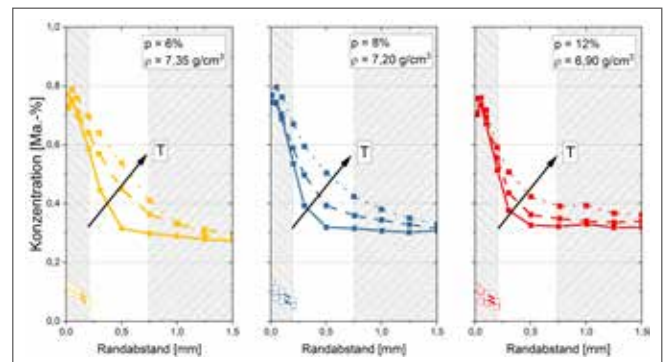 p = 6%
ρ = 7,35 g/cm³
p = 8%
ρ = 7,20 g/cm³
p = 12%
ρ = 6,90 g/cm³
T
T
T
Konzentration [Ma.-%]
1,0
0,8
0,6
0,4
0,2
0,0
0,0 0,5 1,0 1,5
0,0 0,5 1,0 1,5
0,0 0,5 1,0 1,5
Randabstand [mm]
Randabstand [mm]
Randabstand [mm]